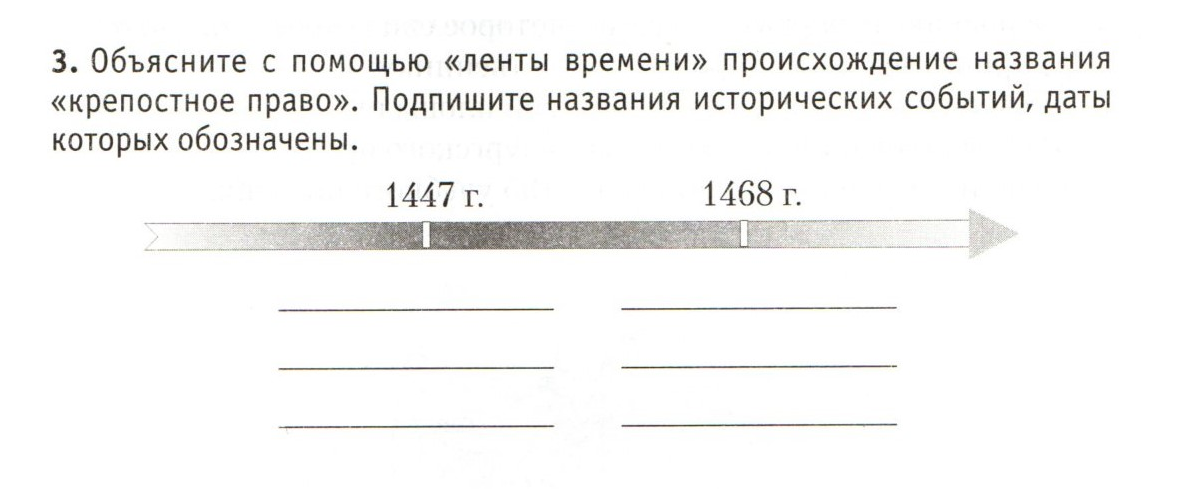 3. Объясните с помощью «ленты времени» происхождение названия
«крепостное право». Подпишите названия исторических событий, даты
которых обозначены.
1447 г. 1468 г.